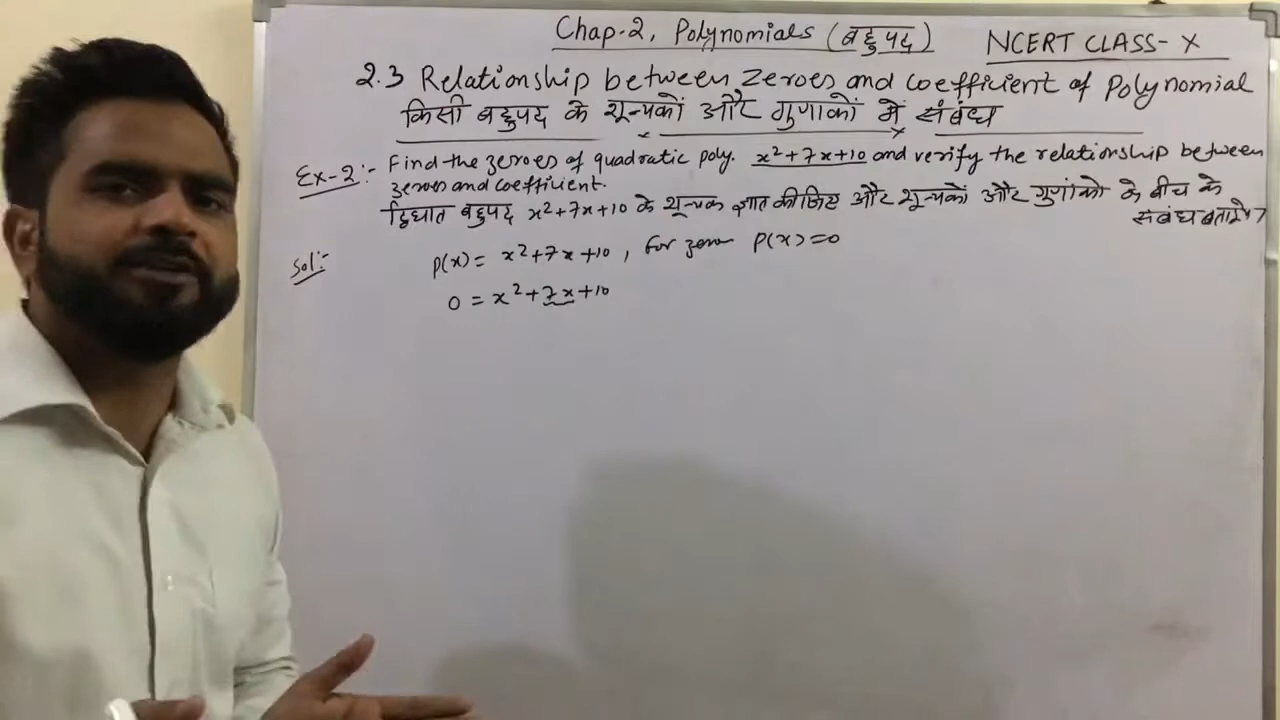 Chap-2, Polynomials (बहुपद) NCERT CLASS-X
2.3 Relationship between zeroes and coefficient of Polynomial
किसी बहुपद के शून्यकों और गुणाकों में संबंध
Ex-2:- Find the zeroes of quadratic poly. x²+7x+10 and verify the relationship between
zeroes and coefficient.
द्विघात बहुपद x²+7x+10 के शून्यक ज्ञात कीजिए और शून्यकों और गुणांको के बीच के
संबंध बताये?
Sol:- P(x) = x²+7x+10, for zero P(x)=0
0 = x²+7x+10